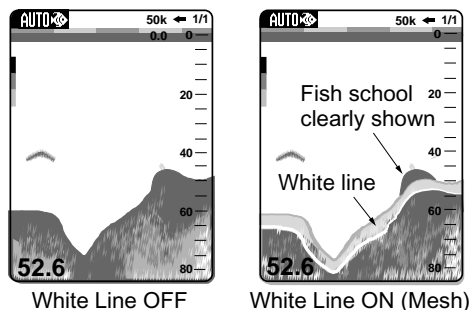 AUTO 50k 1/1
0.0 0
20
40
60
80
52.6
White Line OFF
AUTO 50k 1/1
0
20
Fish school
clearly shown
40
White line
60
80
52.6
White Line ON (Mesh)